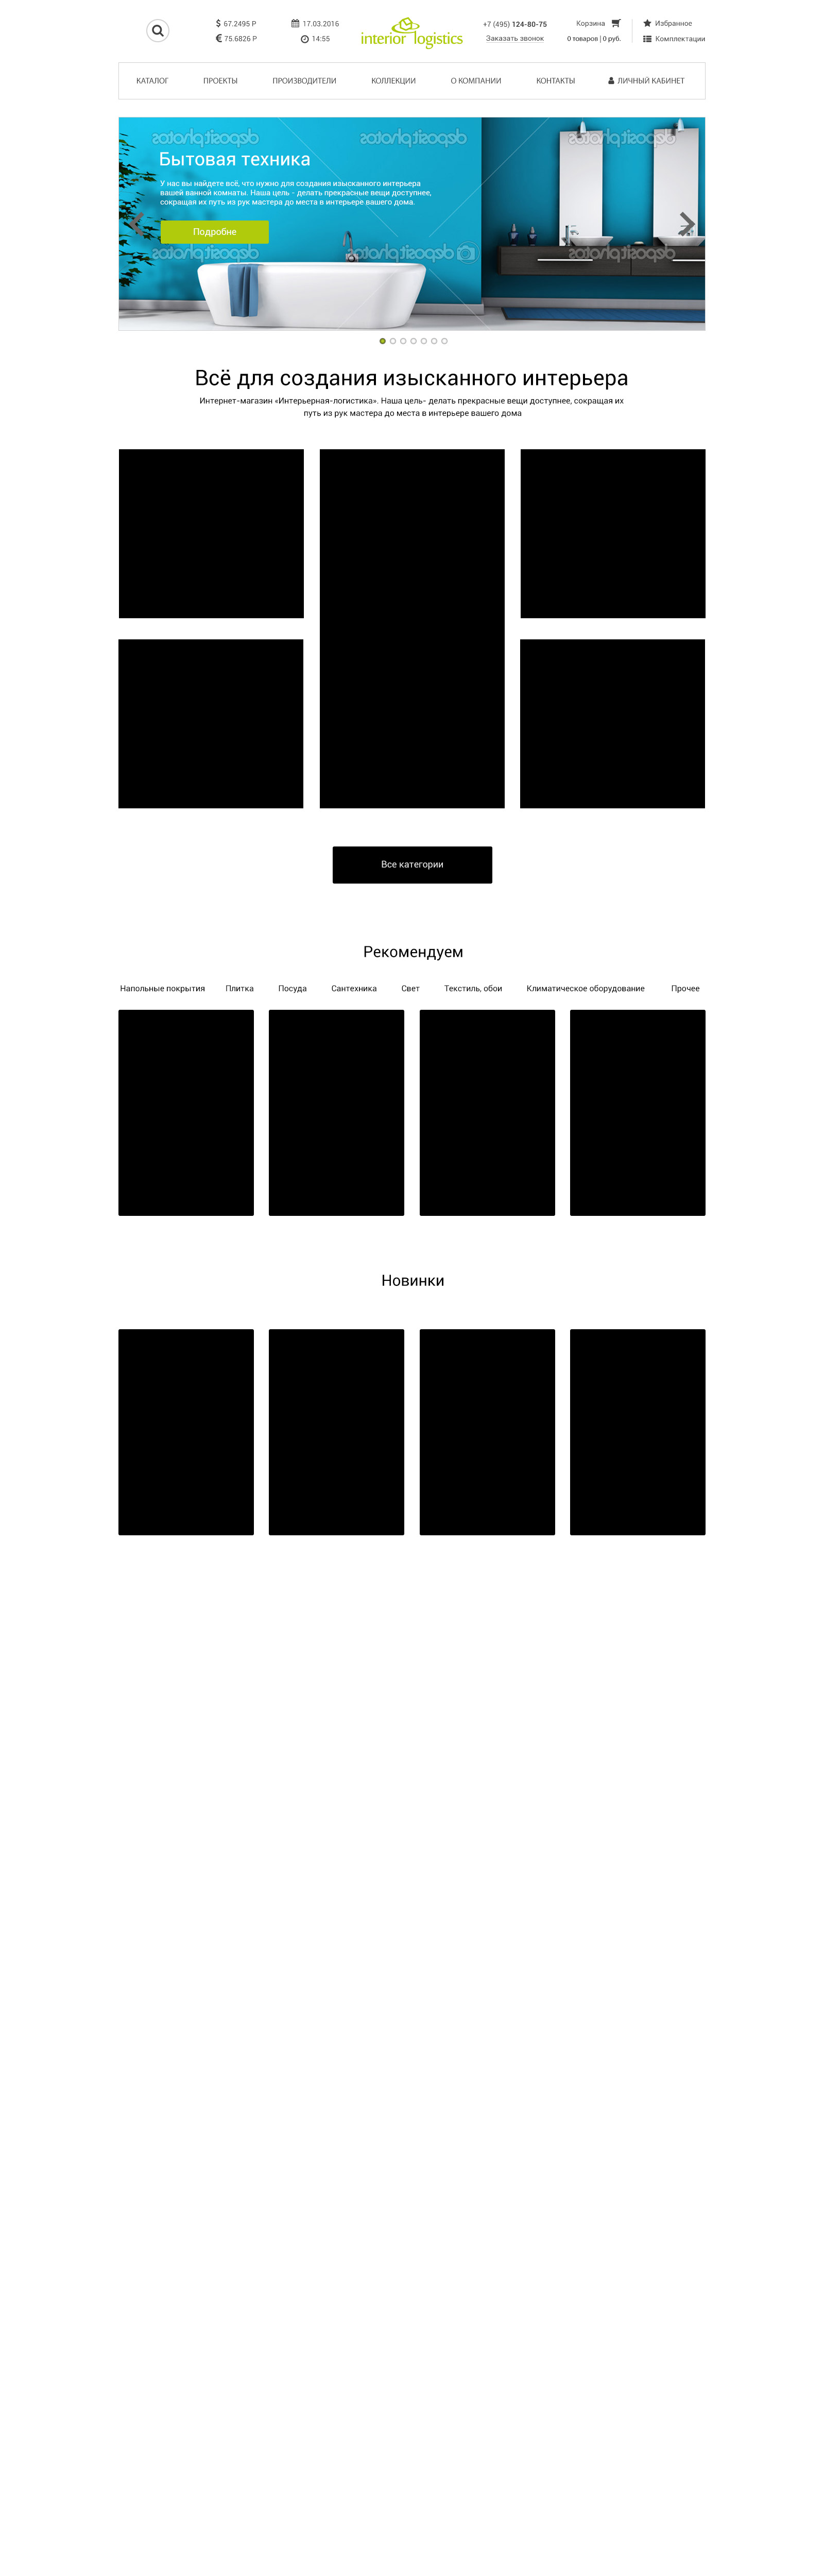 $ 67.2495 Р
€ 75.6826 Р
17.03.2016
14:55
interior logistics
+7 (495) 124-80-75
Заказать звонок
Корзина
0 товаров | 0 руб.
Избранное
Комплектации
КАТАЛОГ ПРОЕКТЫ ПРОИЗВОДИТЕЛИ КОЛЛЕКЦИИ О КОМПАНИИ КОНТАКТЫ ЛИЧНЫЙ КАБИНЕТ
Бытовая техника
У нас вы найдете всё, что нужно для создания изысканного интерьера
вашей ванной комнаты. Наша цель - делать прекрасные вещи доступнее,
сокращая их путь из рук мастера до места в интерьере вашего дома.
Подробне
depositphotos depositphotos depositphotos
depositphotos depositphotos depositphotos
Всё для создания изысканного интерьера
Интернет-магазин «Интерьерная-логистика». Наша цель- делать прекрасные вещи доступнее, сокращая их
путь из рук мастера до места в интерьере вашего дома
Все категории
Рекомендуем
Напольные покрытия Плитка Посуда Сантехника Свет Текстиль, обои Климатическое оборудование Прочее
Новинки